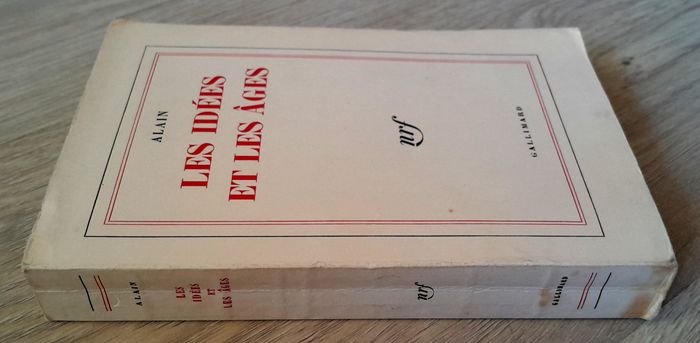 ALAIN
LES IDÉES
ET LES ÂGES
nrf
GALLIMARD
ALAIN
LES
IDÉES
ET
LES ÂGES
nrf
GALLIMARD